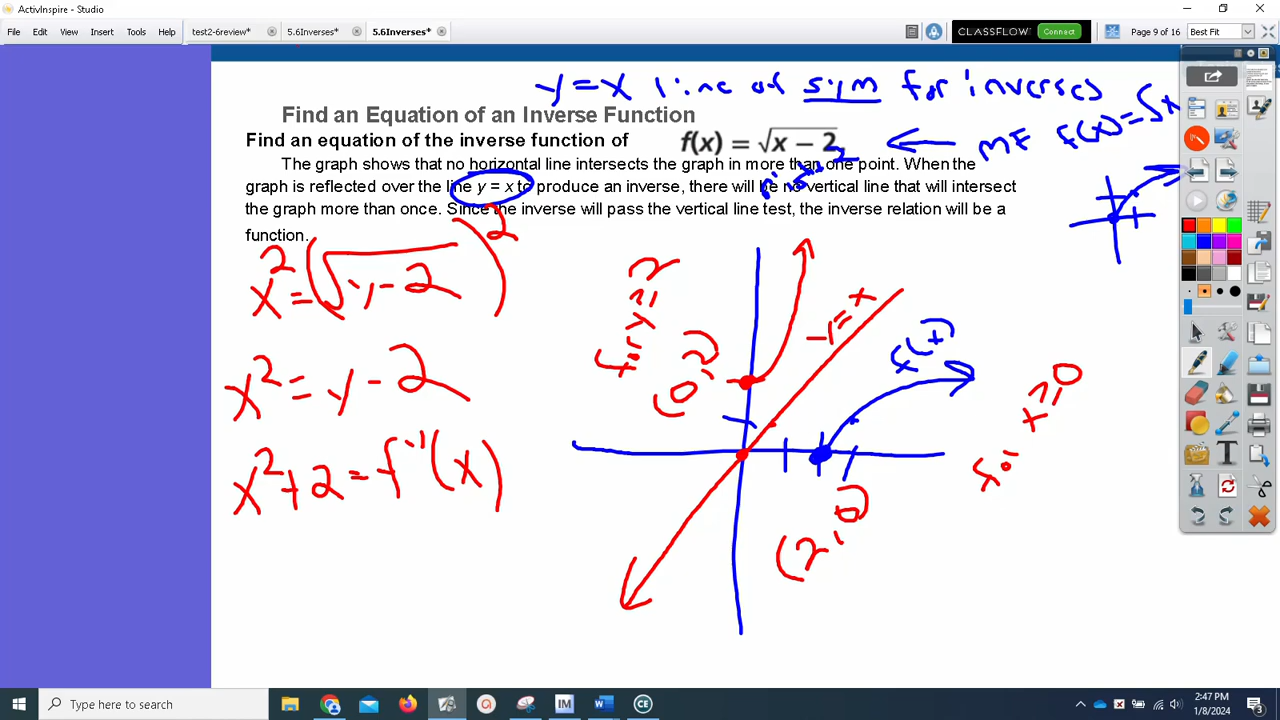 ActivInspire - Studio
File Edit View Insert Tools Help test2-6review* 5.6Inverses* 5.6Inverses* CLASSFLOW Connect Page 9 of 16 Best Fit
y = x line of sym for inverses
Find an Equation of an Inverse Function
Find an equation of the inverse function of f(x) = √x − 2.
MF f(x) = √x
The graph shows that no horizontal line intersects the graph in more than one point. When the
graph is reflected over the line y = x to produce an inverse, there will be no vertical line that will intersect
the graph more than once. Since the inverse will pass the vertical line test, the inverse relation will be a
function.
x² = (√y - 2)²
x² = y - 2
x² + 2 = f⁻¹(x)
(0,2)
y = x
f(x)
(2,0)
Type here to search
IM
CE
2:47 PM
1/8/2024
3